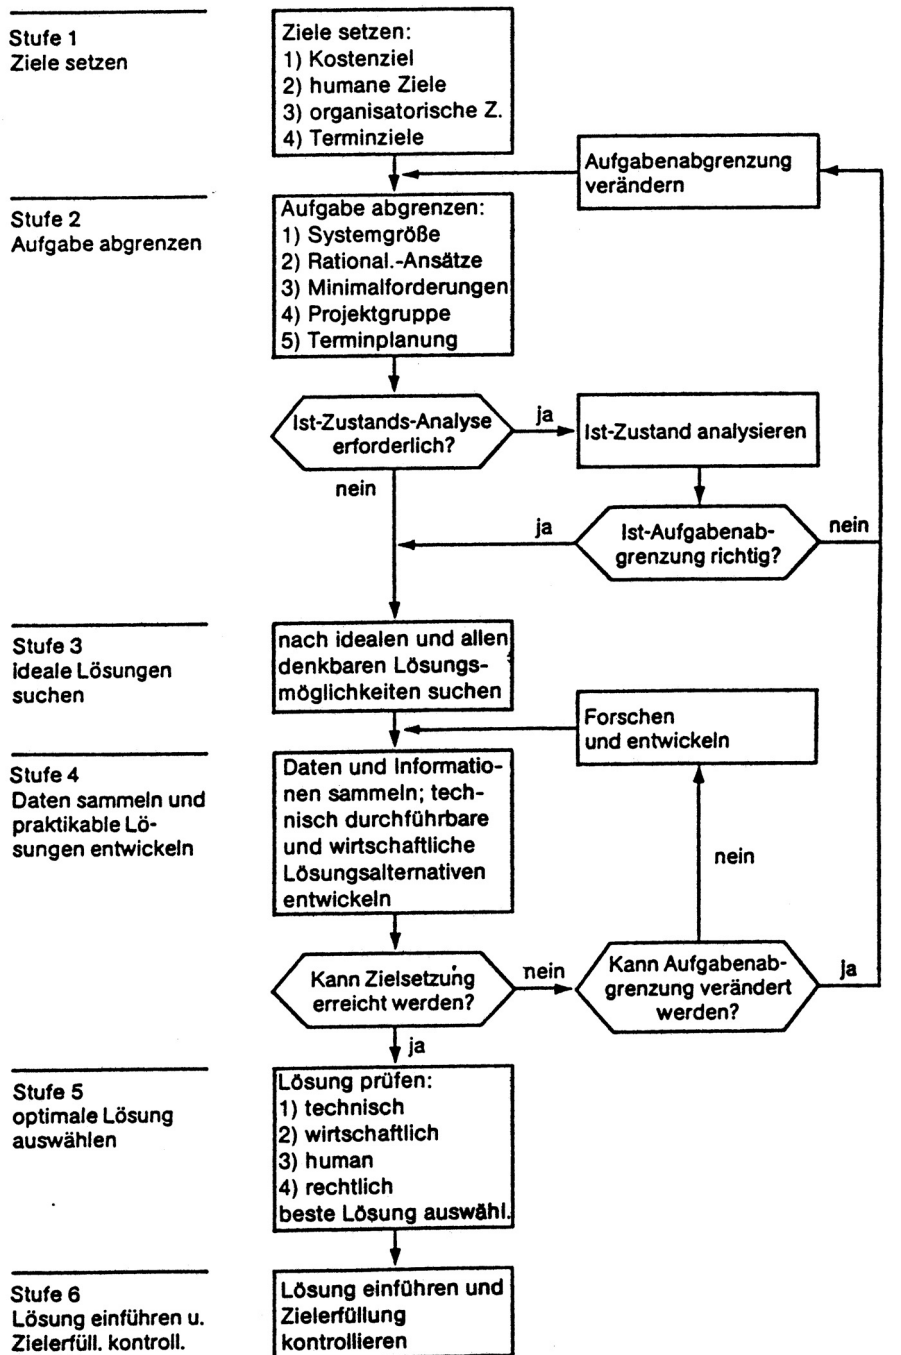 Stufe 1
Ziele setzen
Ziele setzen:
1) Kostenziel
2) humane Ziele
3) organisatorische Z.
4) Terminziele
Aufgabenabgrenzung
verändern
Stufe 2
Aufgabe abgrenzen
Aufgabe abgrenzen:
1) Systemgröße
2) Rational.-Ansätze
3) Minimalforderungen
4) Projektgruppe
5) Terminplanung
Ist-Zustands-Analyse
erforderlich?
ja
Ist-Zustand analysieren
nein
ja
Ist-Aufgabenab-
grenzung richtig?
nein
Stufe 3
ideale Lösungen
suchen
nach idealen und allen
denkbaren Lösungs-
möglichkeiten suchen
Forschen
und entwickeln
Stufe 4
Daten sammeln und
praktikable Lö-
sungen entwickeln
Daten und Informatio-
nen sammeln; tech-
nisch durchführbare
und wirtschaftliche
Lösungsalternativen
entwickeln
nein
Kann Zielsetzung
erreicht werden?
nein
Kann Aufgabenab-
grenzung verändert
werden?
ja
ja
Stufe 5
optimale Lösung
auswählen
Lösung prüfen:
1) technisch
2) wirtschaftlich
3) human
4) rechtlich
beste Lösung auswähl.
Stufe 6
Lösung einführen u.
Zielerfüll. kontroll.
Lösung einführen und
Zielerfüllung
kontrollieren